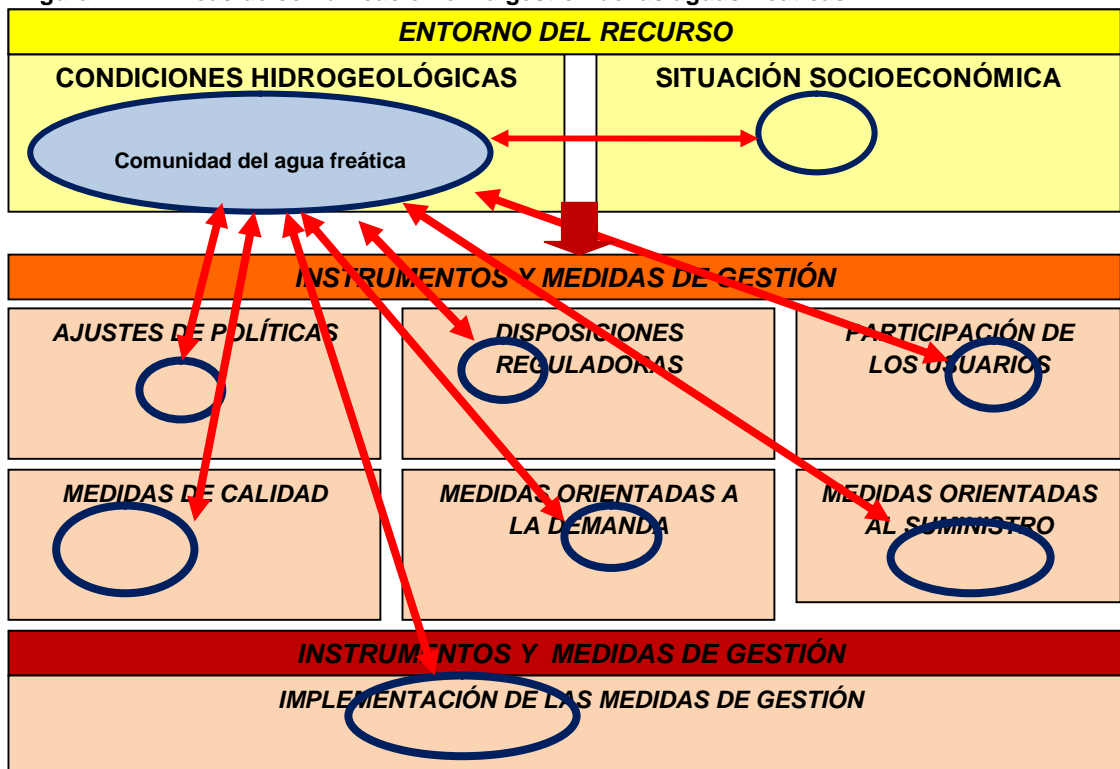 ENTORNO DEL RECURSO
CONDICIONES HIDROGEOLÓGICAS
SITUACIÓN SOCIOECONÓMICA
Comunidad del agua freática
INSTRUMENTOS Y MEDIDAS DE GESTIÓN
AJUSTES DE POLÍTICAS
DISPOSICIONES
REGULADORAS
PARTICIPACIÓN DE
LOS USUARIOS
MEDIDAS DE CALIDAD
MEDIDAS ORIENTADAS A
LA DEMANDA
MEDIDAS ORIENTADAS
AL SUMINISTRO
INSTRUMENTOS Y MEDIDAS DE GESTIÓN
IMPLEMENTACIÓN DE LAS MEDIDAS DE GESTIÓN